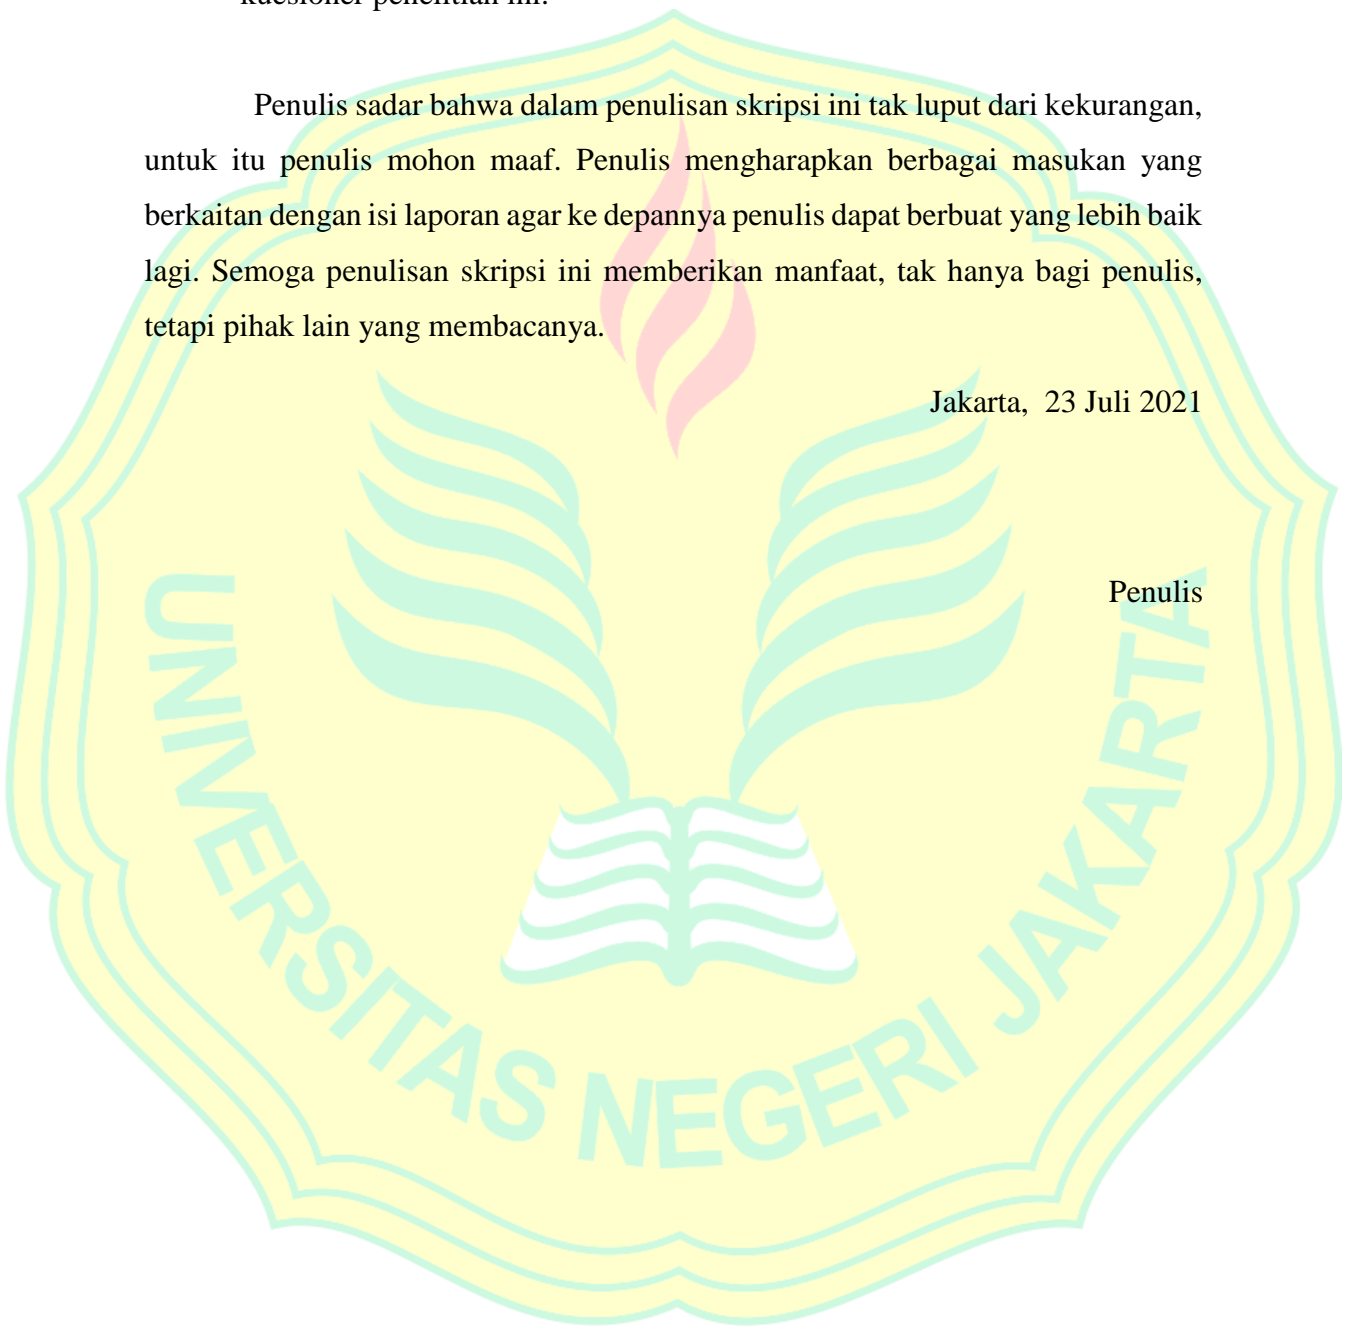 kuesioner penelitian ini.
Penulis sadar bahwa dalam penulisan skripsi ini tak luput dari kekurangan,
untuk itu penulis mohon maaf. Penulis mengharapkan berbagai masukan yang
berkaitan dengan isi laporan agar ke depannya penulis dapat berbuat yang lebih baik
lagi. Semoga penulisan skripsi ini memberikan manfaat, tak hanya bagi penulis,
tetapi pihak lain yang membacanya.
Jakarta,  23 Juli 2021
Penulis
UNIVERSITAS NEGERI JAKARTA